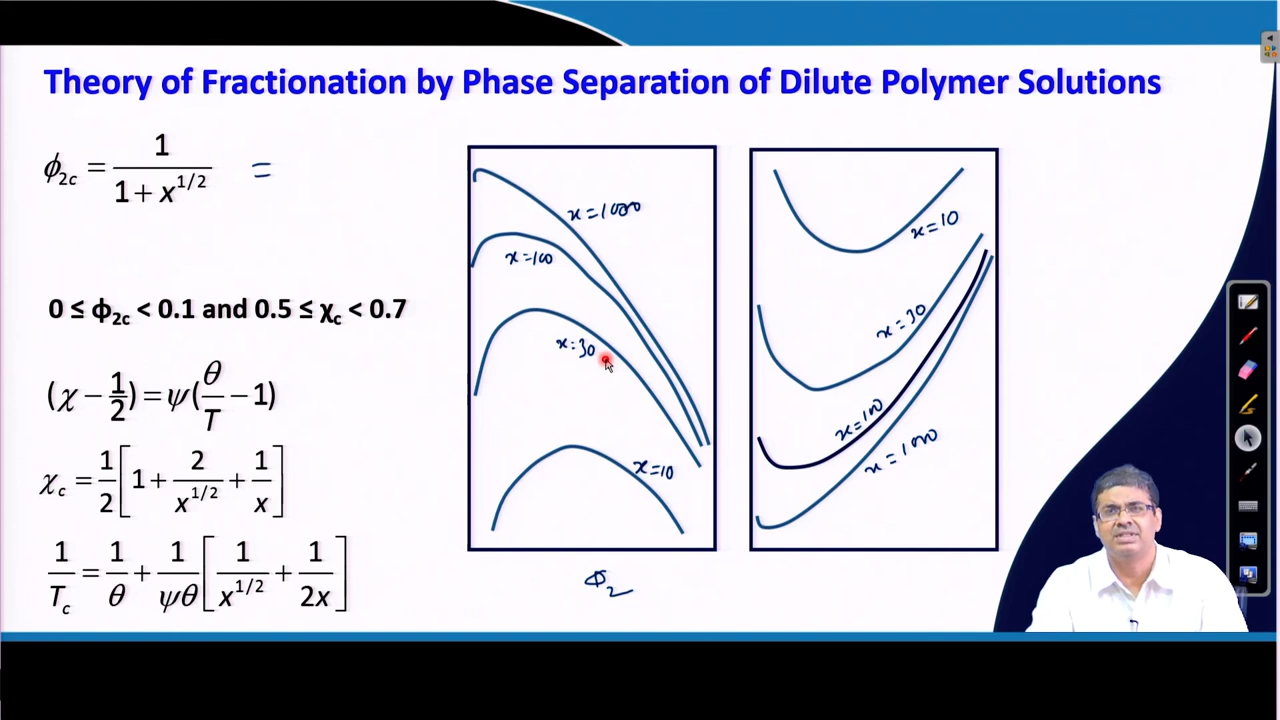 Theory of Fractionation by Phase Separation of Dilute Polymer Solutions
ϕ₂c = 1 / (1 + x^(1/2)) =
0 ≤ ϕ₂c < 0.1 and 0.5 ≤ χc < 0.7
(χ − 1/2) = ψ(θ/T − 1)
χc = 1/2 [1 + 2/x^(1/2) + 1/x]
1/Tc = 1/θ + 1/ψθ [1/x^(1/2) + 1/2x]
x=1000
x=100
x=30
x=10
ϕ₂
x=10
x=30
x=100
x=1000